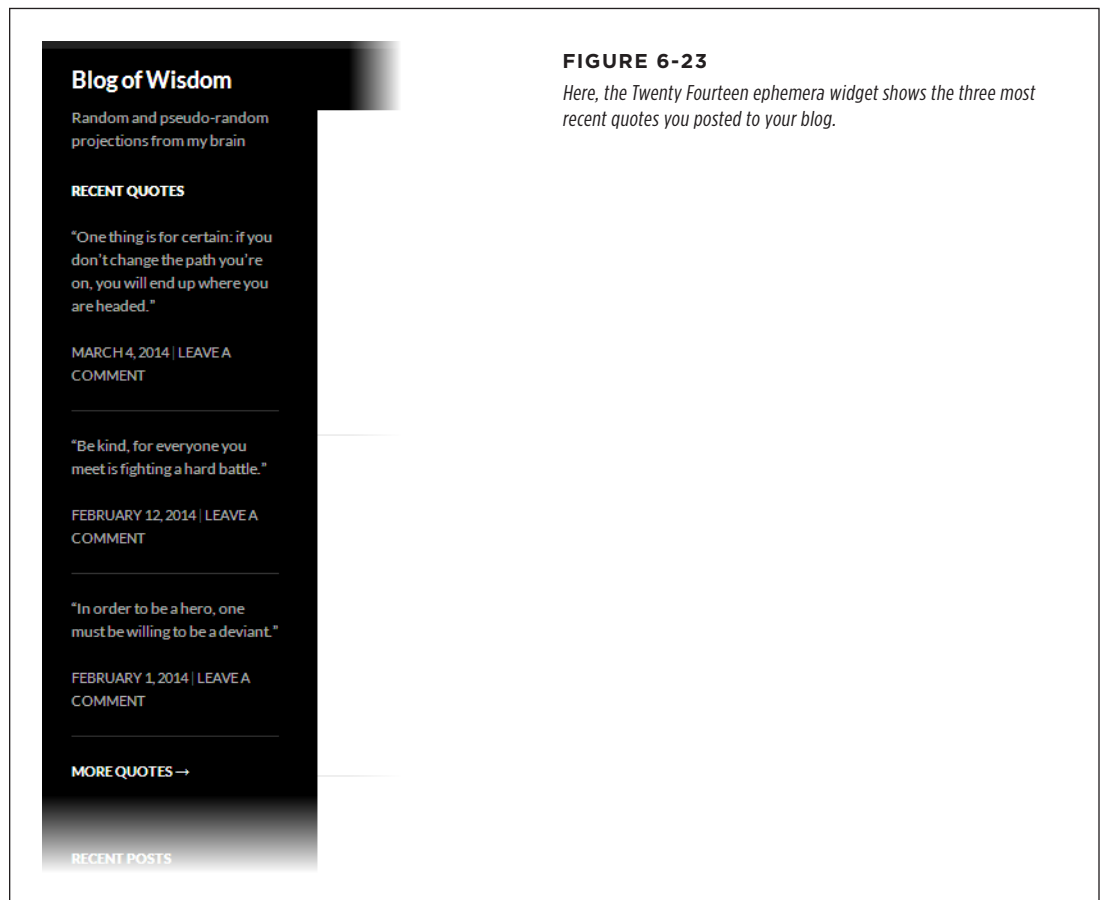 Blog of Wisdom
Random and pseudo-random
projections from my brain
RECENT QUOTES
“One thing is for certain: if you
don’t change the path you’re
on, you will end up where you
are headed.”
MARCH 4, 2014 | LEAVE A
COMMENT
“Be kind, for everyone you
meet is fighting a hard battle.”
FEBRUARY 12, 2014 | LEAVE A
COMMENT
“In order to be a hero, one
must be willing to be a deviant.”
FEBRUARY 1, 2014 | LEAVE A
COMMENT
MORE QUOTES →
RECENT POSTS
FIGURE 6-23
Here, the Twenty Fourteen ephemera widget shows the three most
recent quotes you posted to your blog.